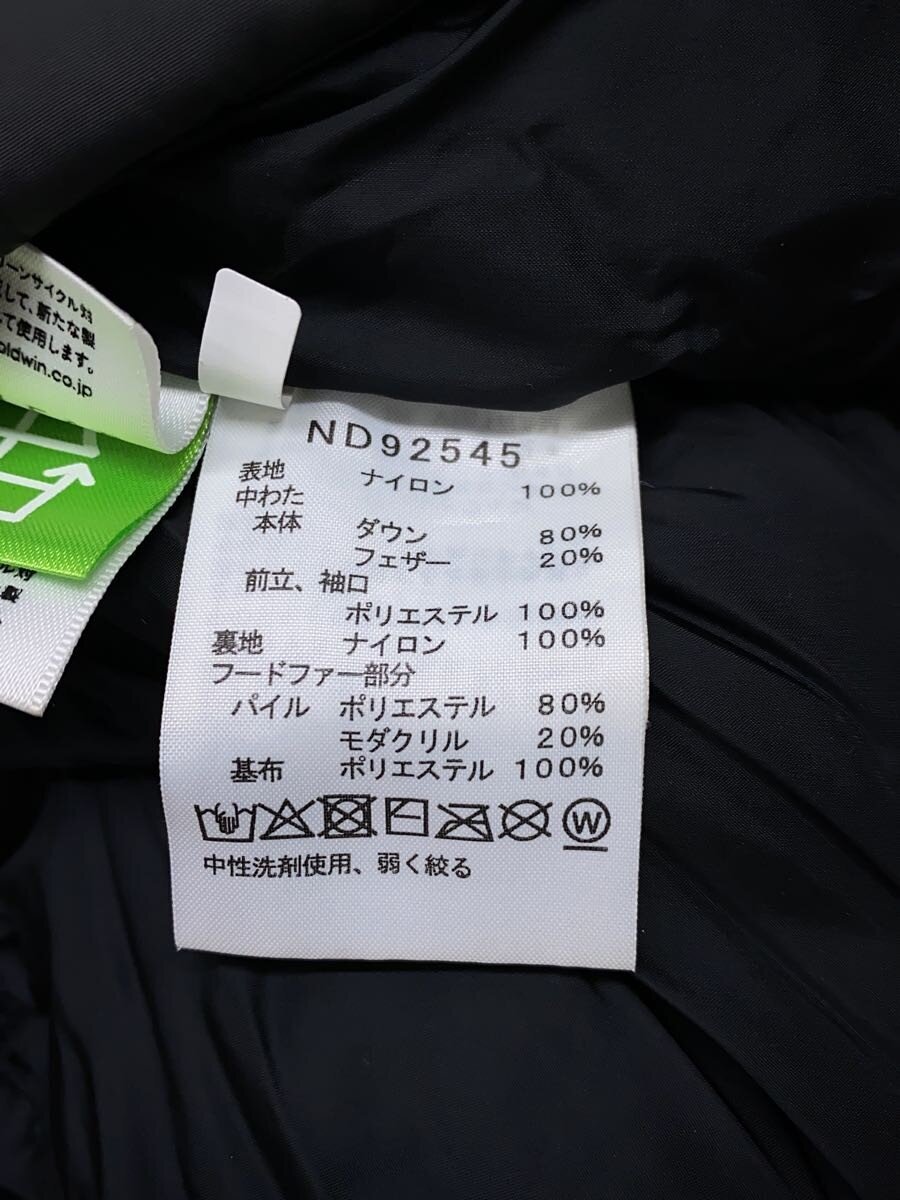 して、新たな製
て使用します。
oldwin.co.jp
ND92545
表地 ナイロン 100%
中わた
本体 ダウン 80%
フェザー 20%
前立、袖口
ポリエステル 100%
裏地 ナイロン 100%
フードファー部分
パイル ポリエステル 80%
モダクリル 20%
基布 ポリエステル 100%
W
中性洗剤使用、弱く絞る